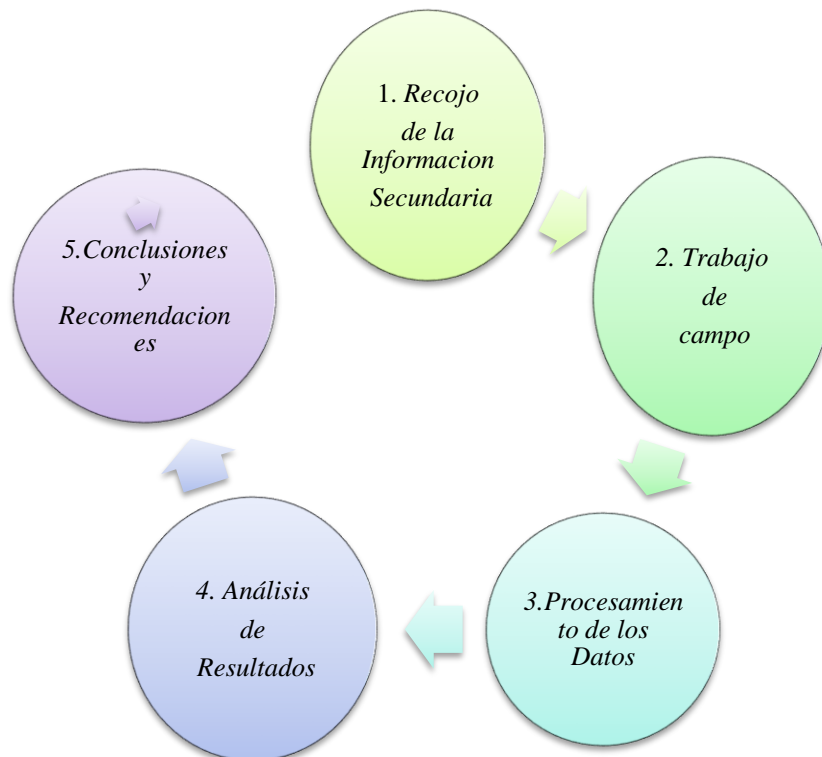 1. Recojo
de la
Informacion
Secundaria
2. Trabajo
de
campo
3.Procesamien
to de los
Datos
4. Análisis
de
Resultados
5.Conclusiones
y
Recomendacion
es